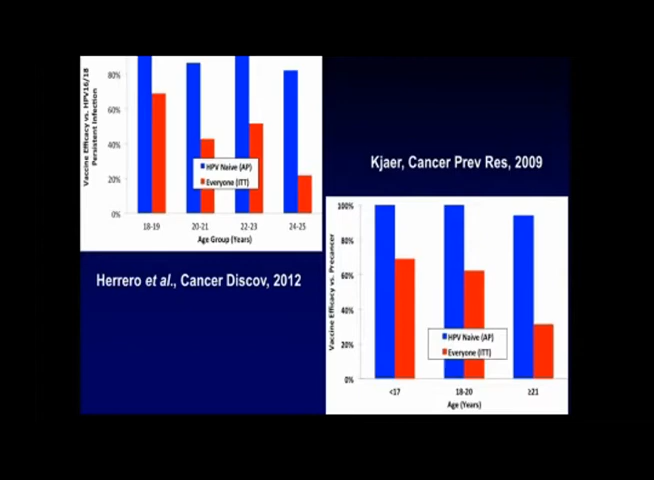 Vaccine Efficacy vs. HPV16/18
Persistent Infection
80%
60%
40%
20%
0%
HPV Naive (AP)
Everyone (ITT)
18-19
20-21
22-23
24-25
Age Group (Years)
Herrero et al., Cancer Discov, 2012
Kjaer, Cancer Prev Res, 2009
Vaccine Efficacy vs. Precancer
100%
80%
60%
40%
20%
0%
HPV Naive (AP)
Everyone (ITT)
<17
18-20
≥21
Age (Years)